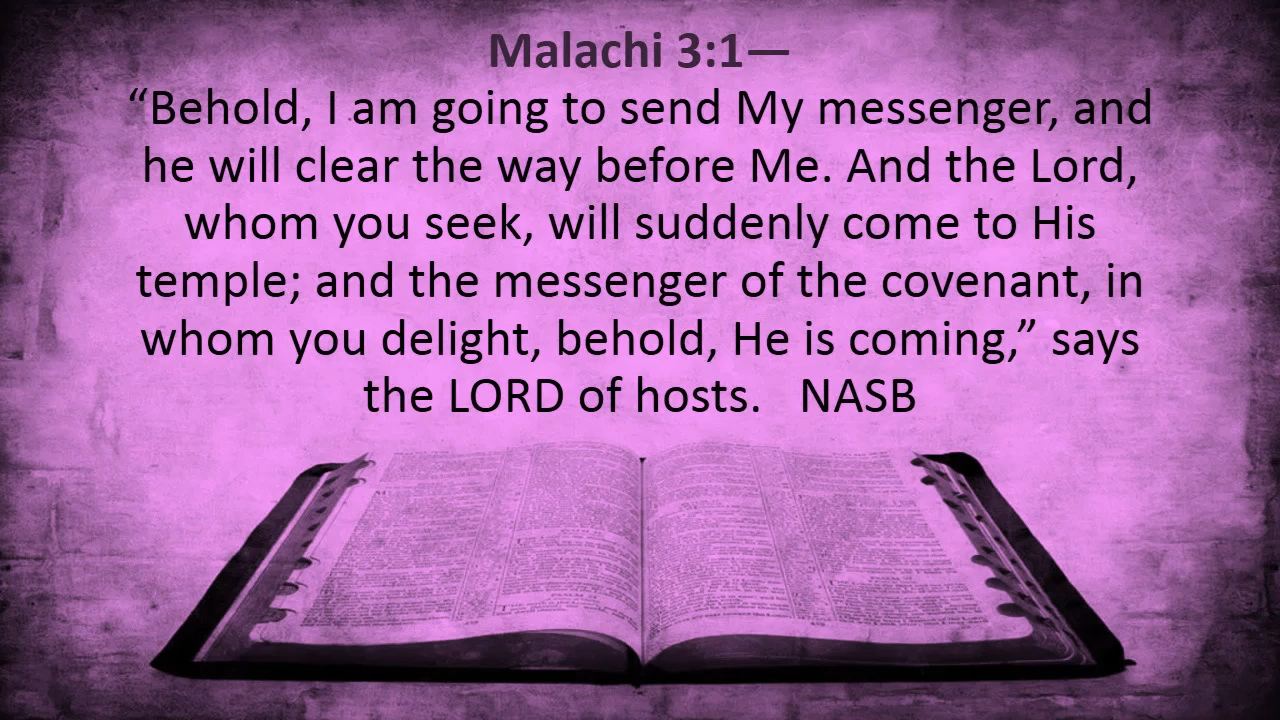 Malachi 3:1—
“Behold, I am going to send My messenger, and
he will clear the way before Me. And the Lord,
whom you seek, will suddenly come to His
temple; and the messenger of the covenant, in
whom you delight, behold, He is coming,” says
the LORD of hosts.   NASB